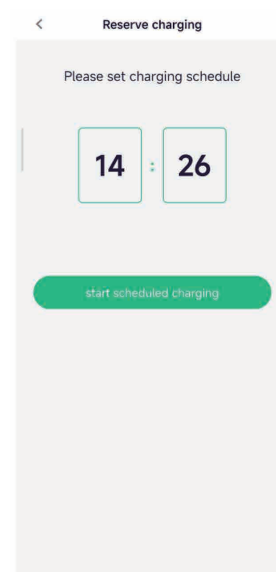 Reserve charging
Please set charging schedule
14 : 26
start scheduled charging